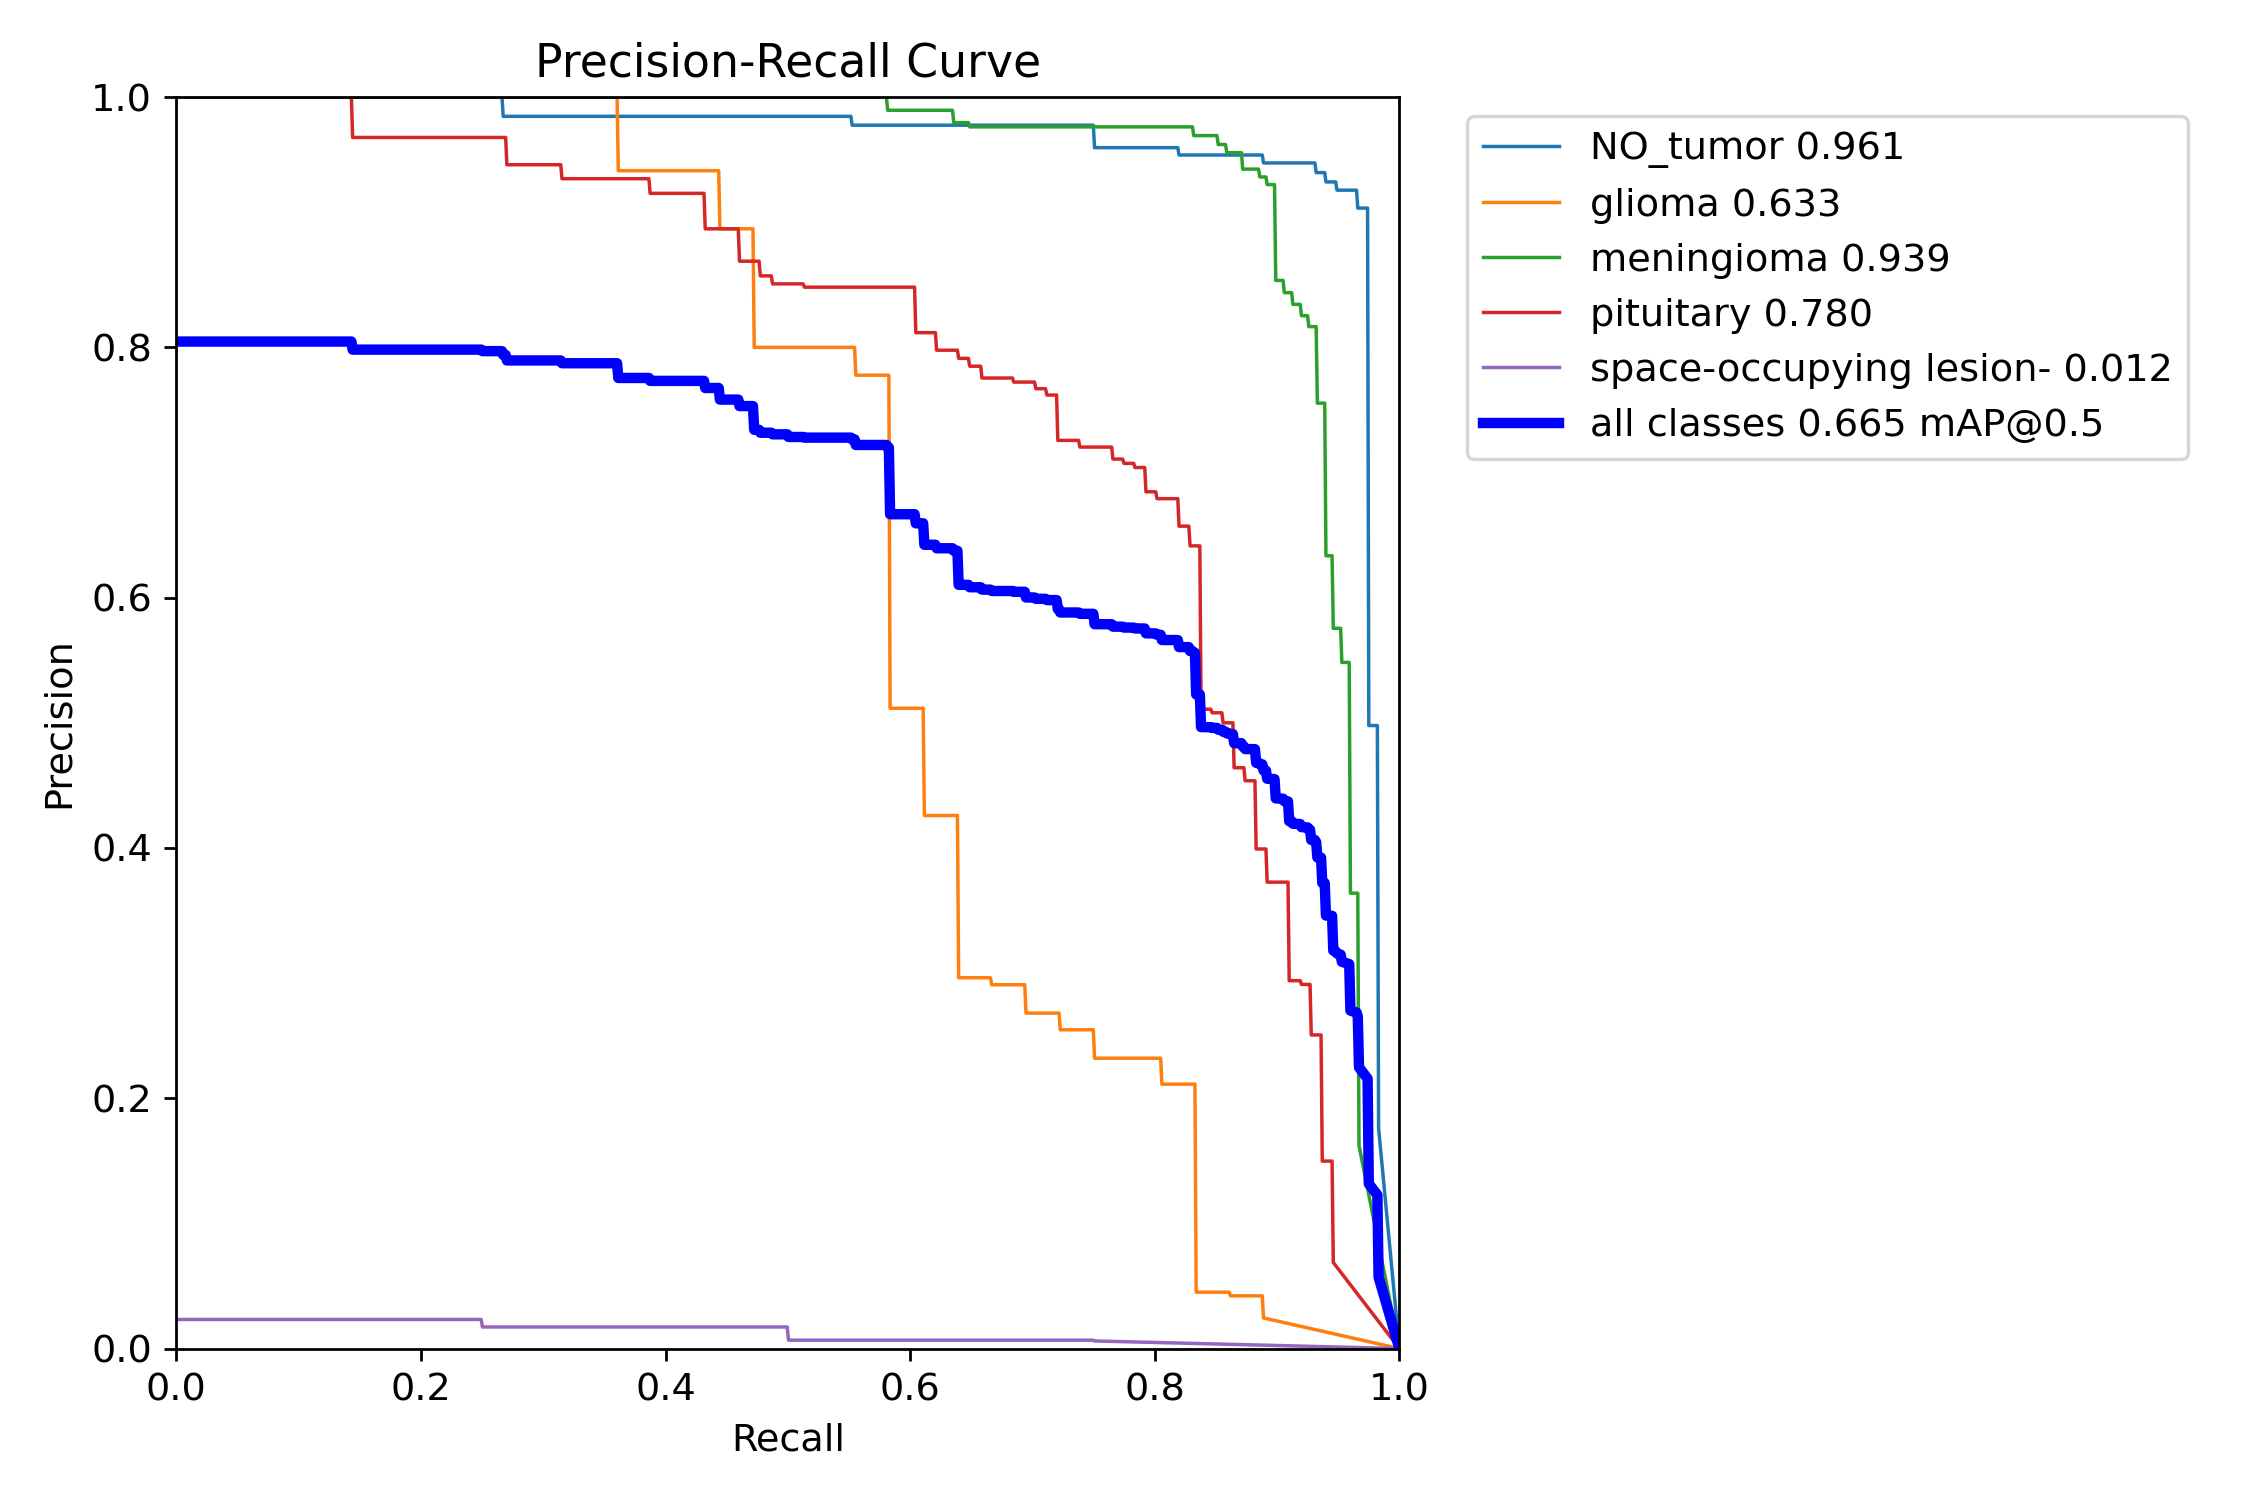 Precision-Recall Curve
1.0
0.8
0.6
0.4
0.2
0.0
Precision
0.0 0.2 0.4 0.6 0.8 1.0
Recall
NO_tumor 0.961
glioma 0.633
meningioma 0.939
pituitary 0.780
space-occupying lesion- 0.012
all classes 0.665 mAP@0.5